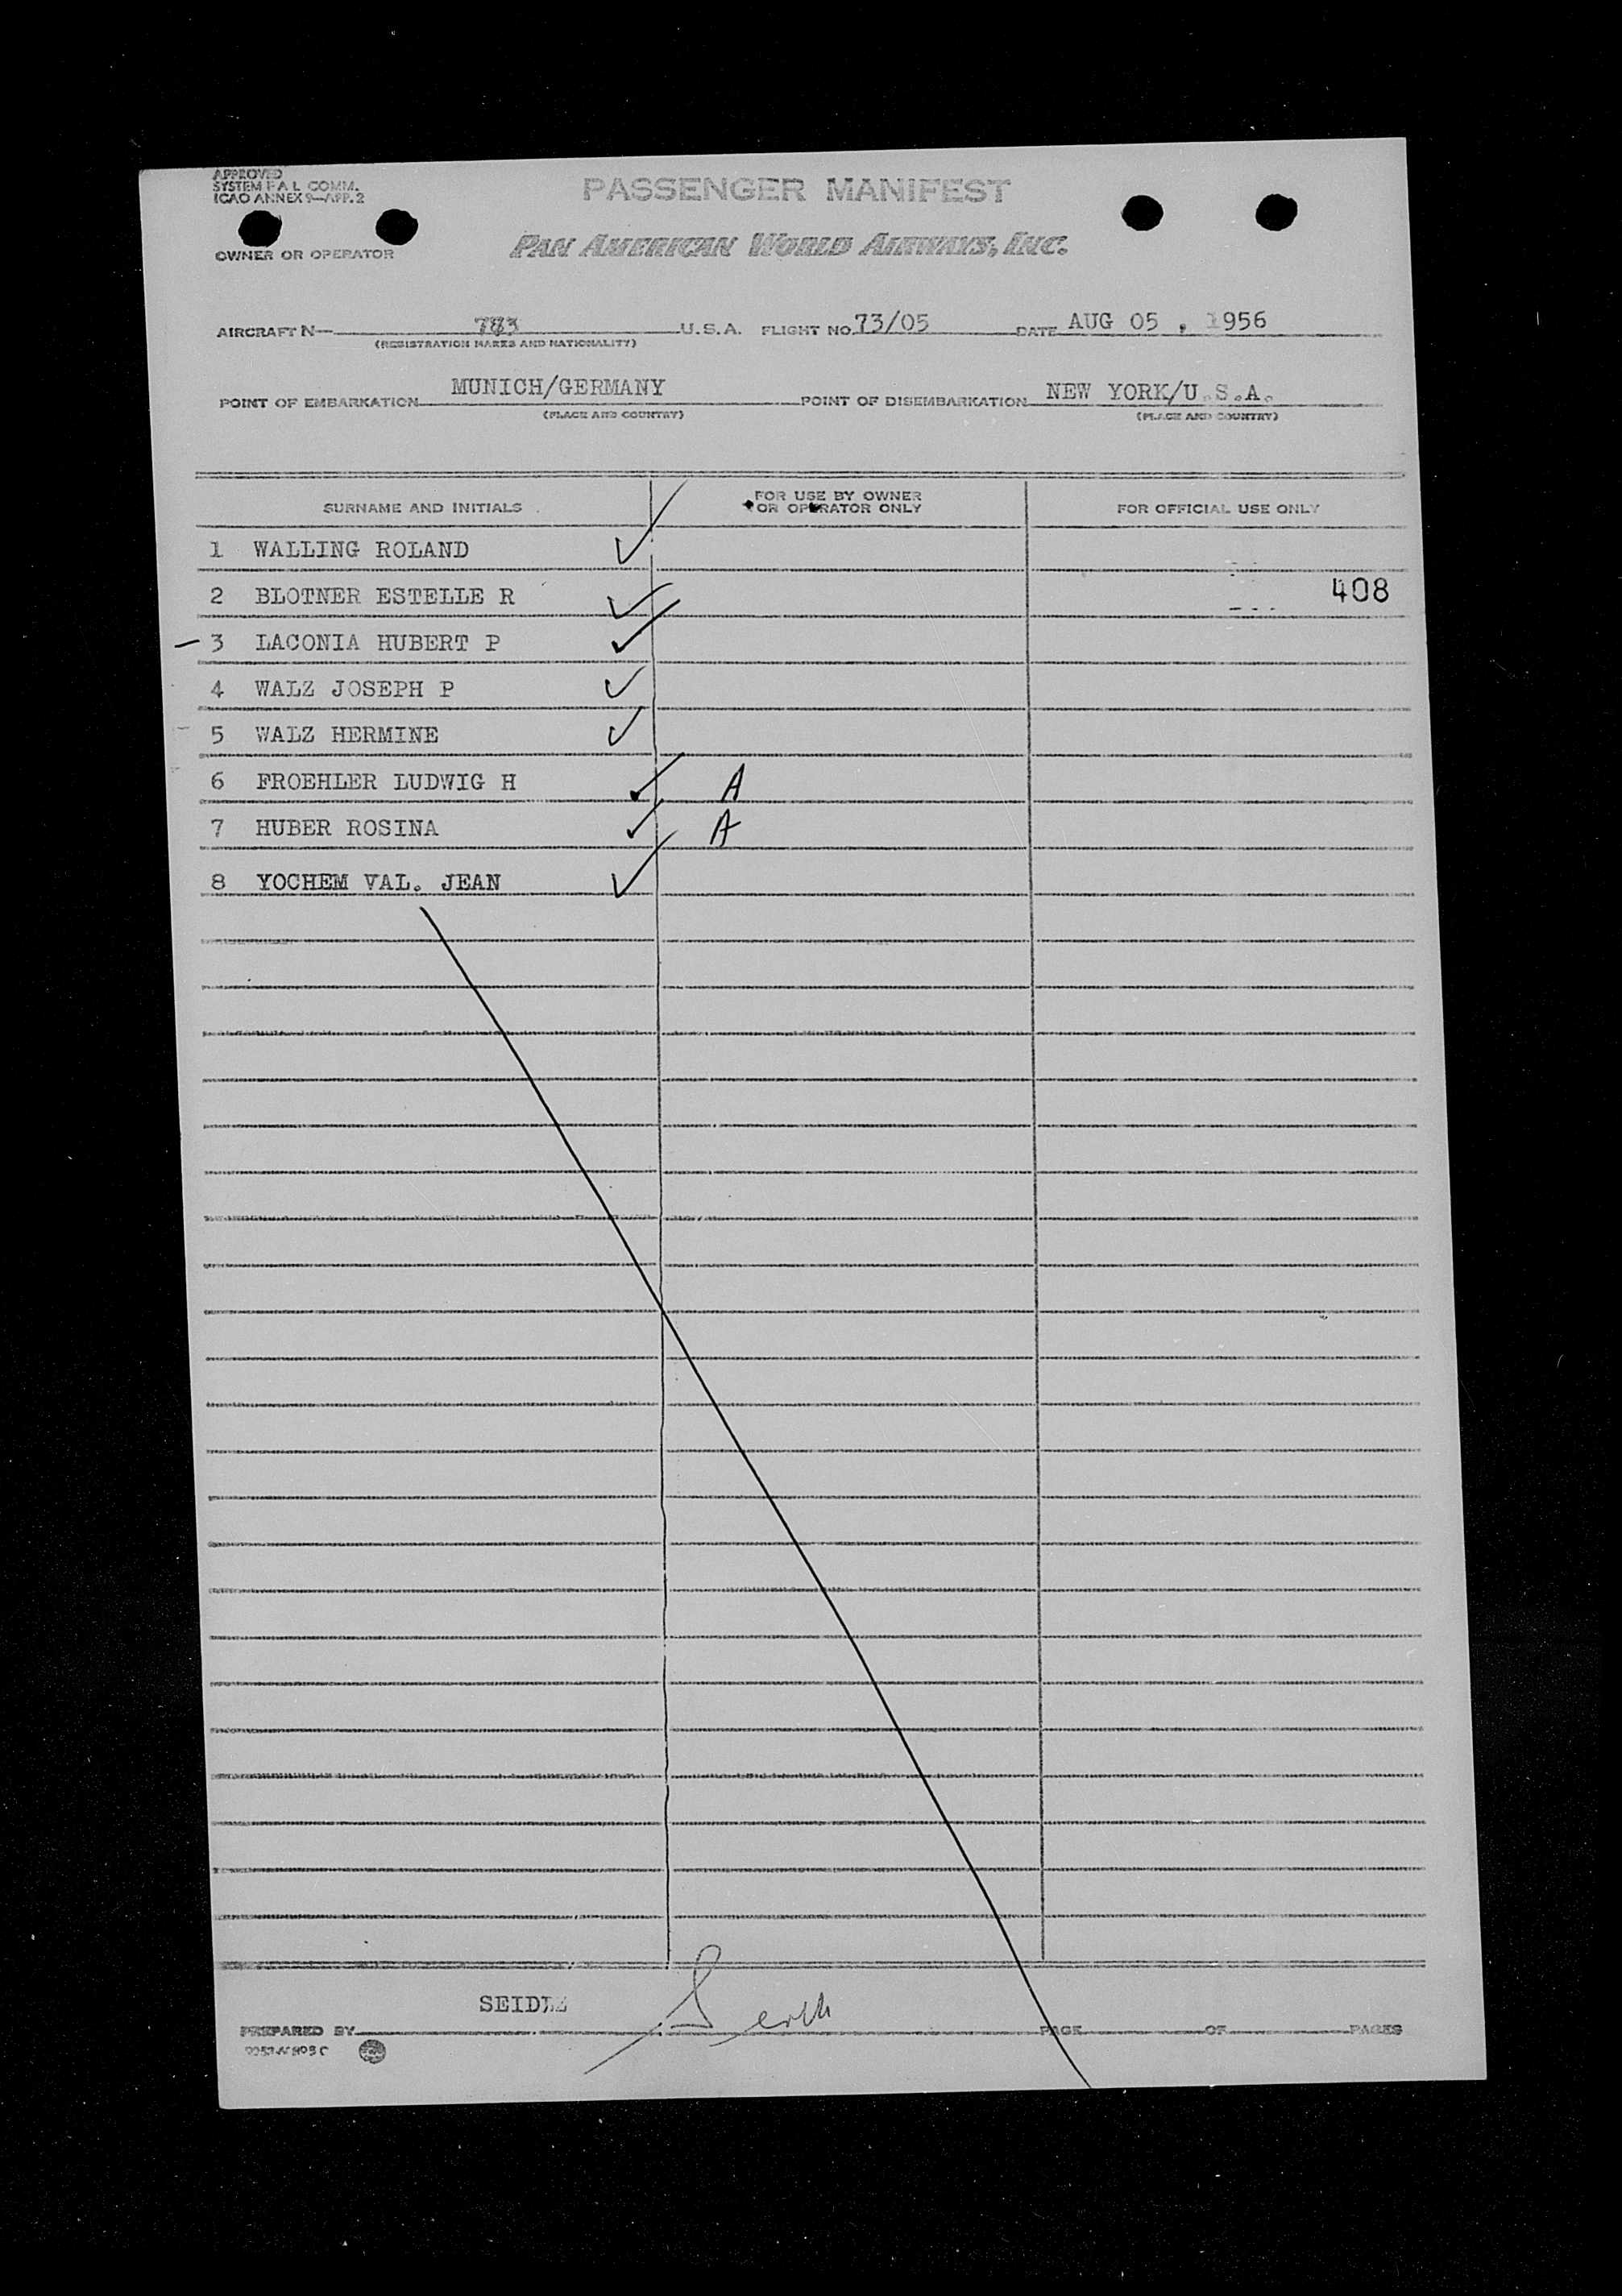 APPROVED
SYSTEM F A L COMM.
ICAO ANNEX 9—APP. 2
PASSENGER MANIFEST
OWNER OR OPERATOR
PAN AMERICAN WORLD AIRWAYS, INC.
AIRCRAFT N— 783 U.S.A. FLIGHT NO. 73/05 DATE AUG 05 , 1956
(REGISTRATION MARKS AND NATIONALITY)
POINT OF EMBARKATION MUNICH/GERMANY POINT OF DISEMBARKATION NEW YORK/U.S.A.
(PLACE AND COUNTRY) (PLACE AND COUNTRY)
SURNAME AND INITIALS FOR USE BY OWNER OR OPERATOR ONLY FOR OFFICIAL USE ONLY
1 WALLING ROLAND
2 BLOTNER ESTELLE R 408
3 LACONIA HUBERT P
4 WALZ JOSEPH P
5 WALZ HERMINE
6 FROEHLER LUDWIG H A
7 HUBER ROSINA A
8 YOCHEM VAL. JEAN
PREPARED BY PAGE OF PAGES